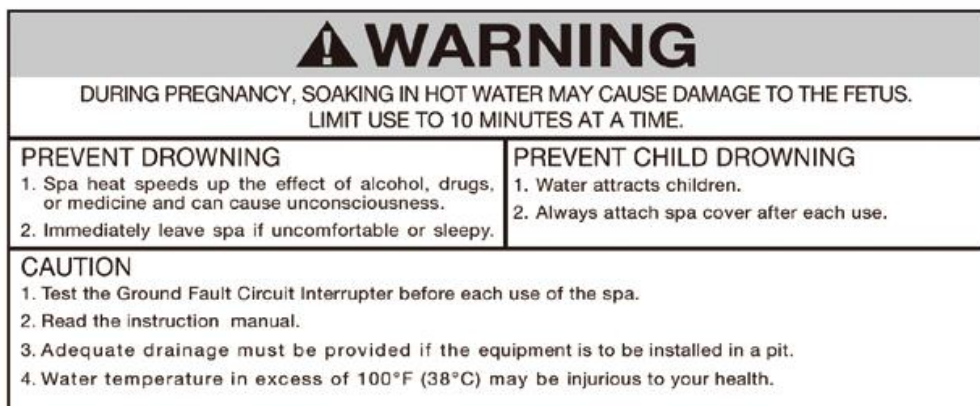 WARNING
DURING PREGNANCY, SOAKING IN HOT WATER MAY CAUSE DAMAGE TO THE FETUS.
LIMIT USE TO 10 MINUTES AT A TIME.
PREVENT DROWNING
1. Spa heat speeds up the effect of alcohol, drugs,
or medicine and can cause unconsciousness.
2. Immediately leave spa if uncomfortable or sleepy.
PREVENT CHILD DROWNING
1. Water attracts children.
2. Always attach spa cover after each use.
CAUTION
1. Test the Ground Fault Circuit Interrupter before each use of the spa.
2. Read the instruction manual.
3. Adequate drainage must be provided if the equipment is to be installed in a pit.
4. Water temperature in excess of 100°F (38°C) may be injurious to your health.